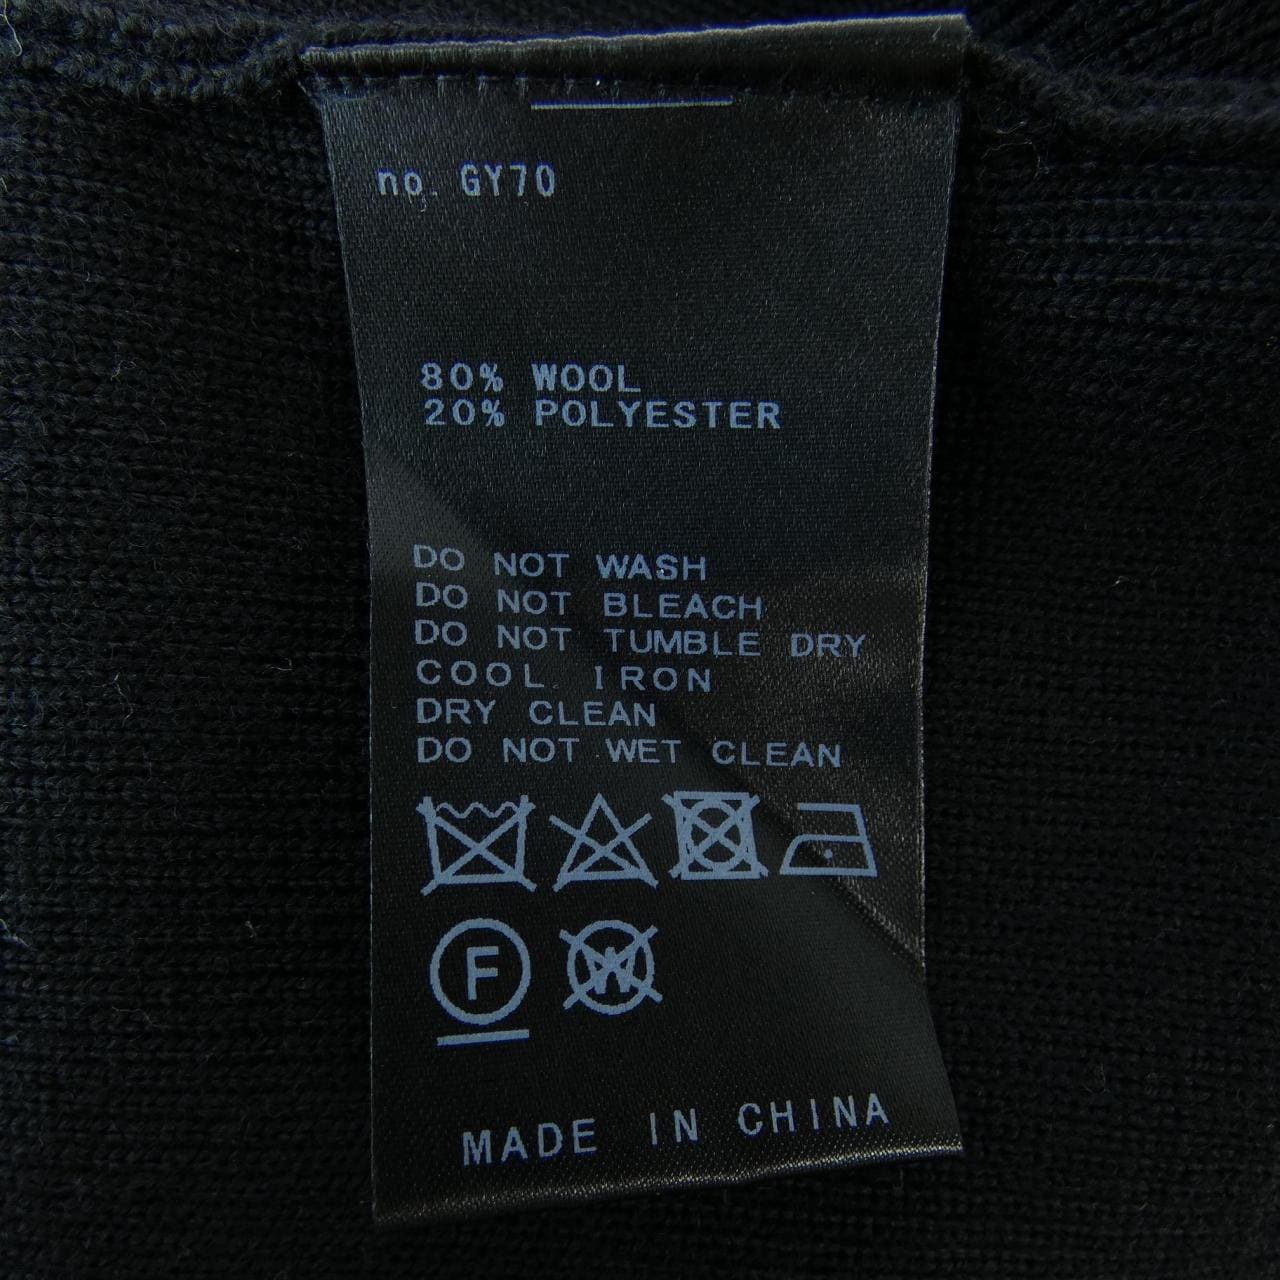 no. GY70
80% WOOL
20% POLYESTER
DO NOT WASH
DO NOT BLEACH
DO NOT TUMBLE DRY
COOL IRON
DRY CLEAN
DO NOT WET CLEAN
F W
MADE IN CHINA